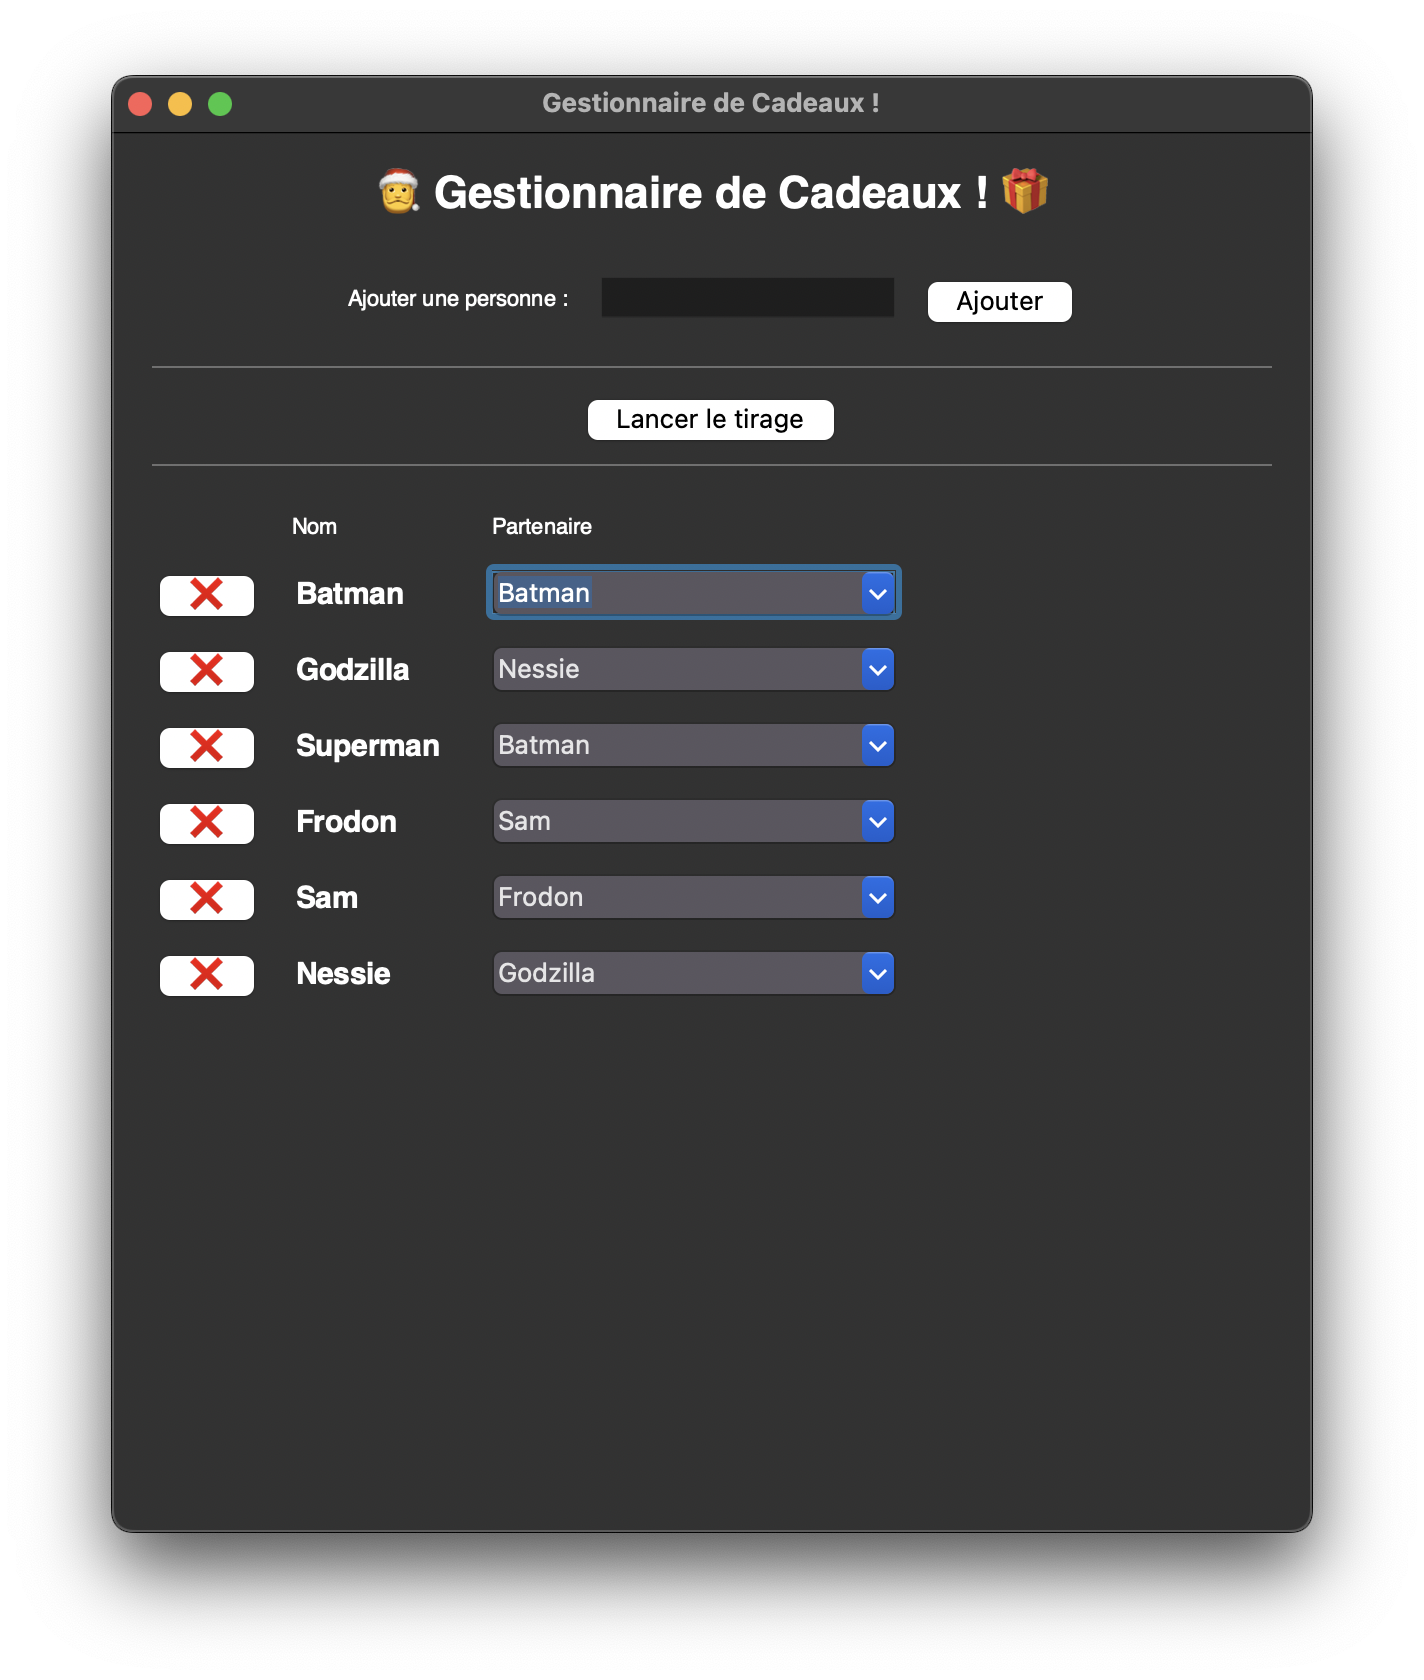 Gestionnaire de Cadeaux !
Gestionnaire de Cadeaux !
Ajouter une personne : Ajouter
Lancer le tirage
Nom Partenaire
Batman Batman
Godzilla Nessie
Superman Batman
Frodon Sam
Sam Frodon
Nessie Godzilla